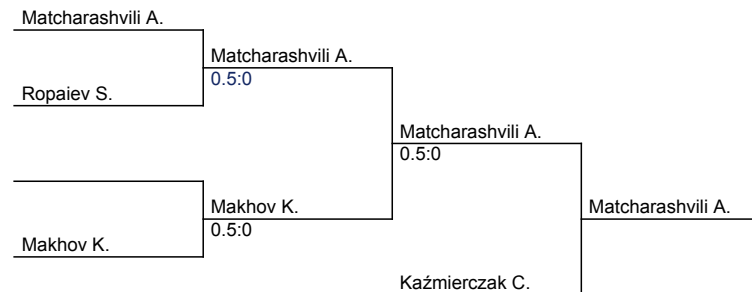 Matcharashvili A.
Matcharashvili A.
0.5:0
Ropaiev S.
Matcharashvili A.
0.5:0
Makhov K.
0.5:0
Matcharashvili A.
Makhov K.
Kaźmierczak C.